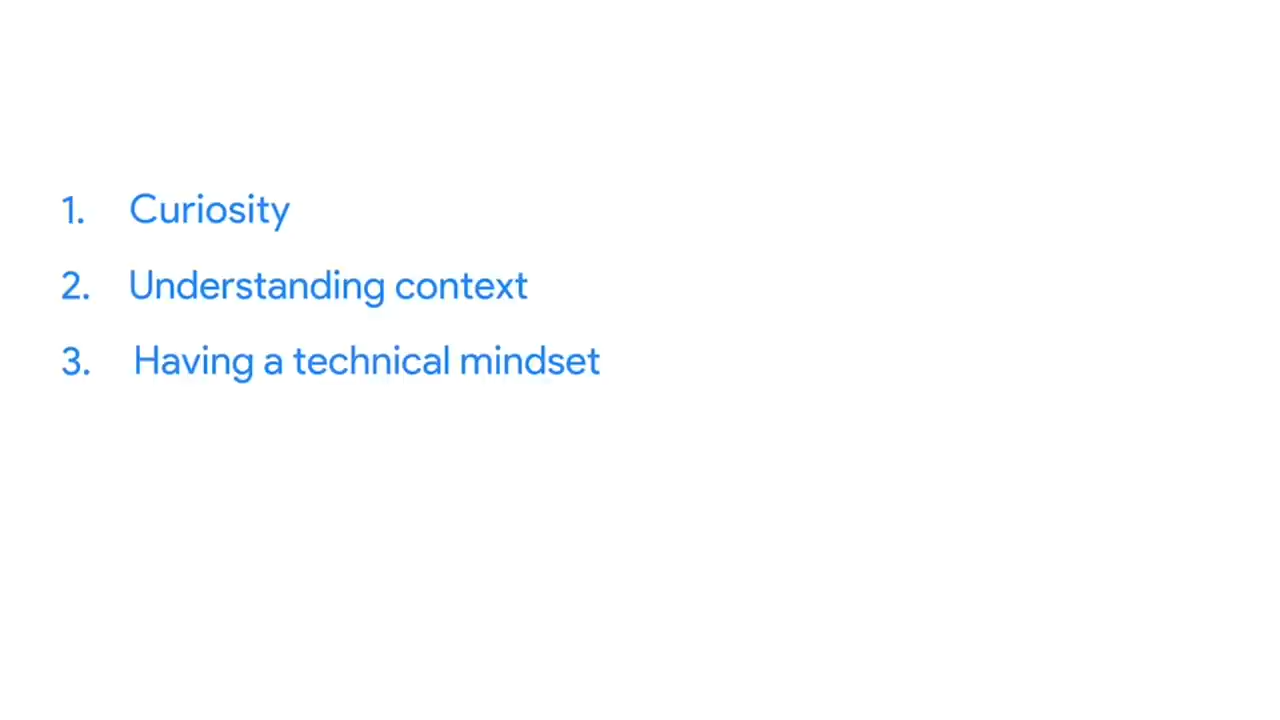 1. Curiosity
2. Understanding context
3. Having a technical mindset